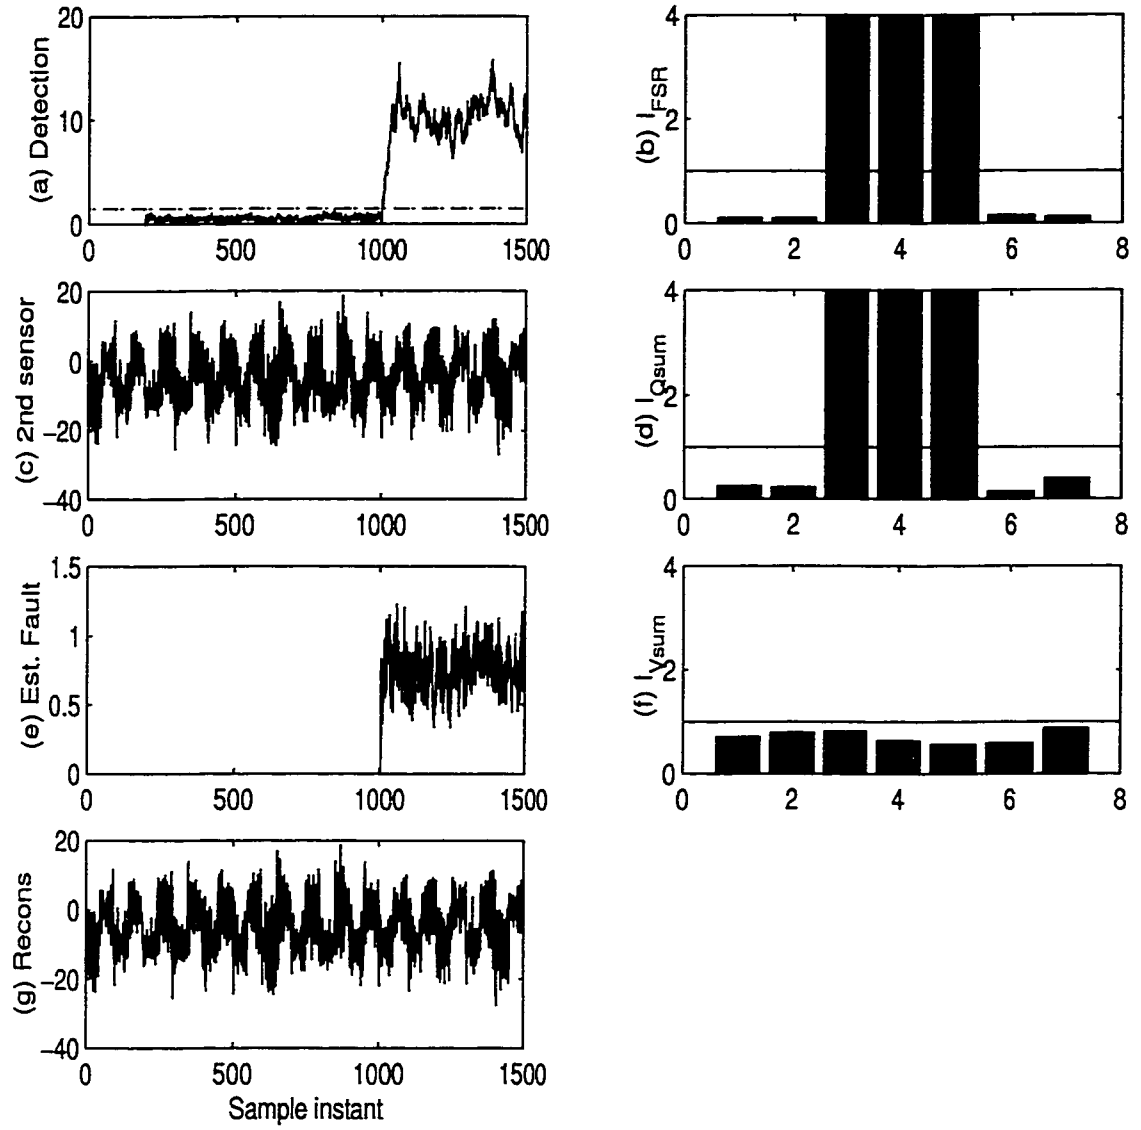 (a) Detection
20
10
0
0 500 1000 1500
(b) I_FSR
4
2
0
0 2 4 6 8
(c) 2nd sensor
20
0
−20
−40
0 500 1000 1500
(d) I_Qsum
4
2
0
0 2 4 6 8
(e) Est. Fault
1.5
1
0.5
0
0 500 1000 1500
(f) I_Vsum
4
2
0
0 2 4 6 8
(g) Recons
20
0
−20
−40
0 500 1000 1500
Sample instant